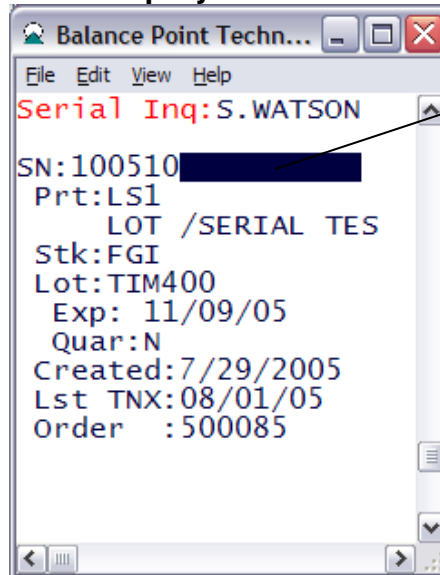 Balance Point Techn...
File Edit View Help
Serial Inq:S.WATSON
SN:100510
Prt:LS1
LOT /SERIAL TES
Stk:FGI
Lot:TIM400
Exp: 11/09/05
Quar:N
Created:7/29/2005
Lst TNX:08/01/05
Order :500085